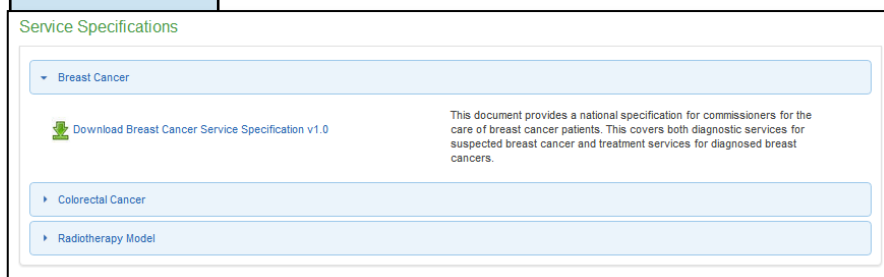 Service Specifications
Breast Cancer
Download Breast Cancer Service Specification v1.0
This document provides a national specification for commissioners for the
care of breast cancer patients. This covers both diagnostic services for
suspected breast cancer and treatment services for diagnosed breast
cancers.
Colorectal Cancer
Radiotherapy Model